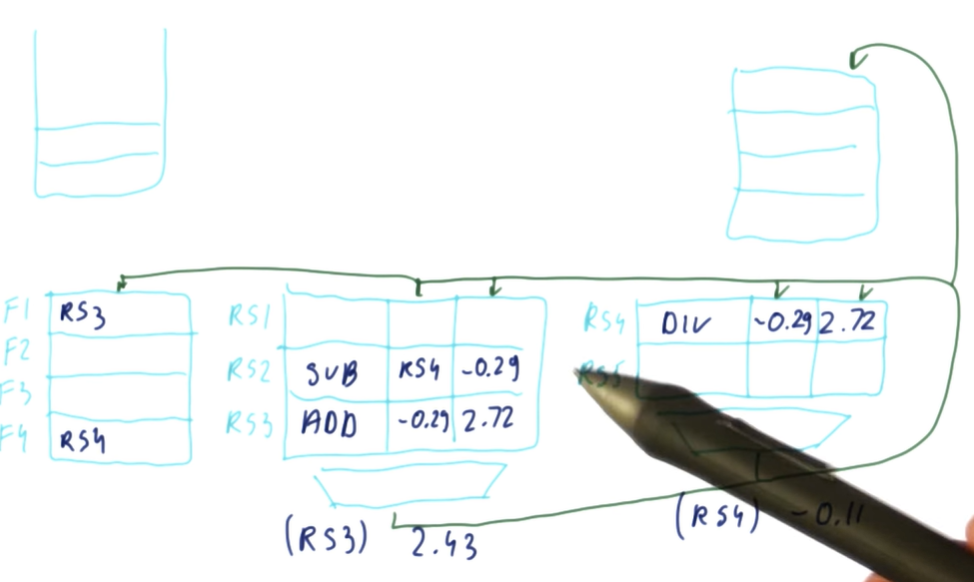 F1 RS3
F2
F3
F4 RS4
RS1
RS2 SUB RS4 -0.29
RS3 ADD -0.29 2.72
RS4 DIV -0.29 2.72
RS5
(RS3) 2.43
(RS4) -0.11